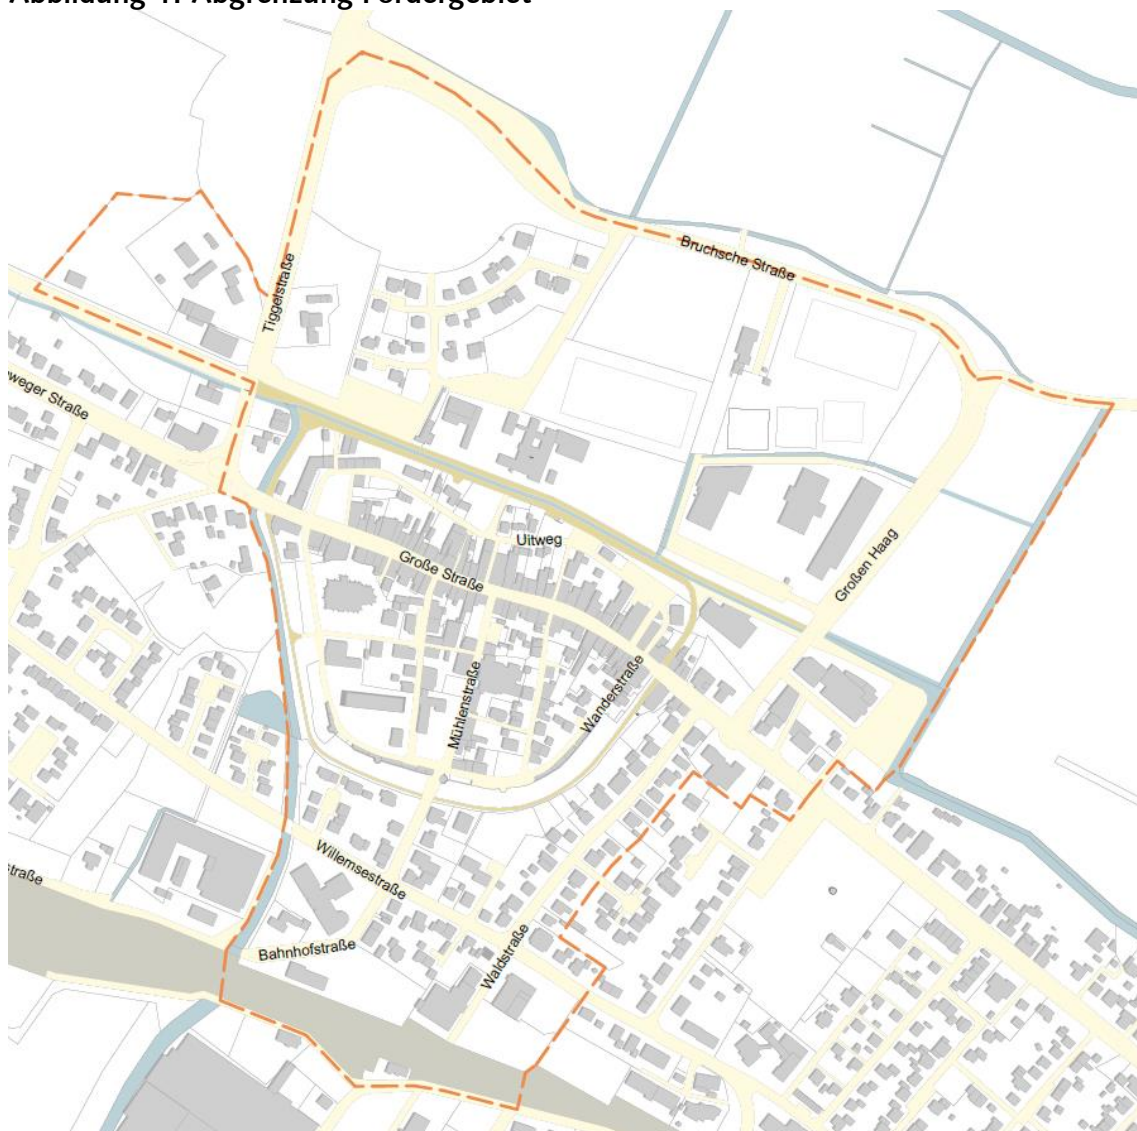 Abbildung 4: Abgrenzung Fördergebiet
Bruchsche Straße
Tiggelstraße
weger Straße
Uitweg
Große Straße
Großen Haag
Mühlenstraße
Wanderstraße
Willemsestraße
straße
Bahnhofstraße
Waldstraße